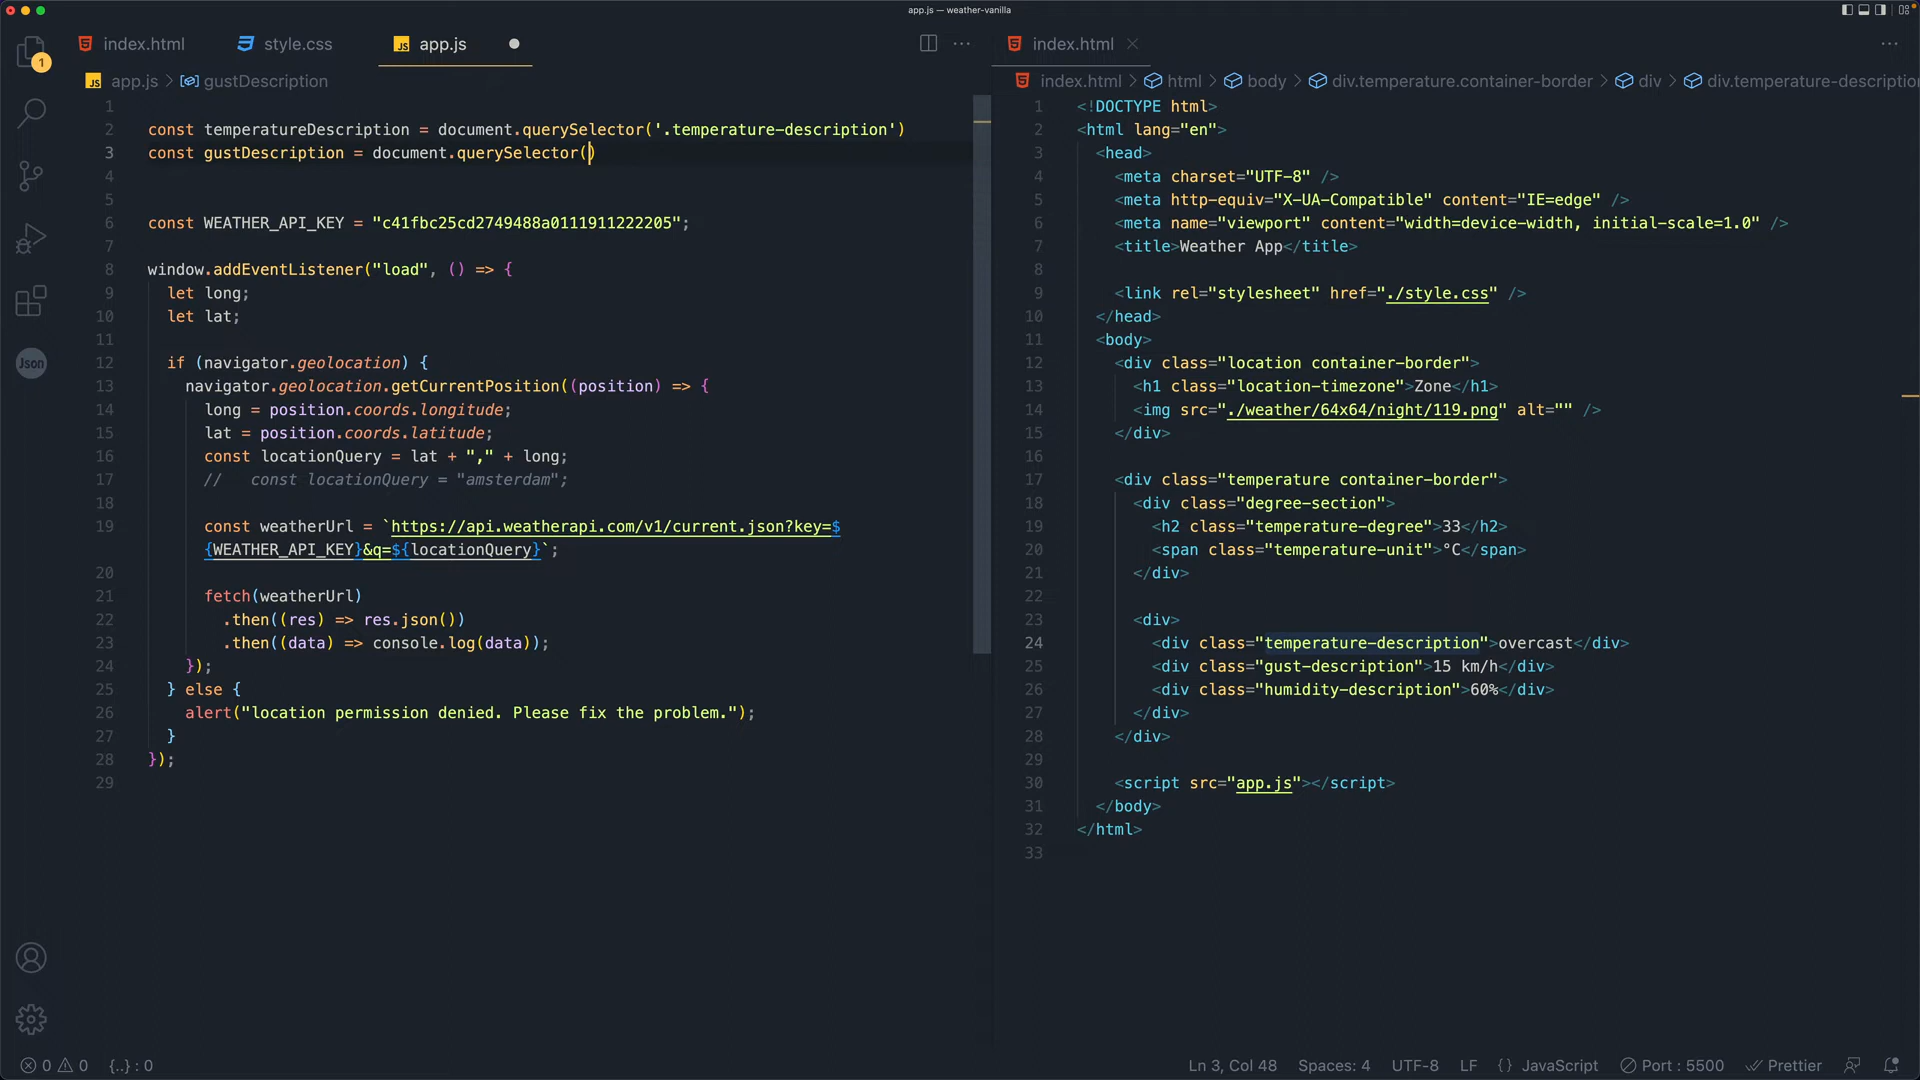 app.js — weather-vanilla
index.html
style.css
JS app.js
index.html
1
JS app.js > gustDescription
index.html > html > body > div.temperature.container-border > div > div.temperature-description
1
2 const temperatureDescription = document.querySelector('.temperature-description')
3 const gustDescription = document.querySelector()
4
5
6 const WEATHER_API_KEY = "c41fbc25cd2749488a0111911222205";
7
8 window.addEventListener("load", () => {
9 let long;
10 let lat;
11
12 if (navigator.geolocation) {
13 navigator.geolocation.getCurrentPosition((position) => {
14 long = position.coords.longitude;
15 lat = position.coords.latitude;
16 const locationQuery = lat + "," + long;
17 //   const locationQuery = "amsterdam";
18
19 const weatherUrl = `https://api.weatherapi.com/v1/current.json?key=$
{WEATHER_API_KEY}&q=${locationQuery}`;
20
21 fetch(weatherUrl)
22 .then((res) => res.json())
23 .then((data) => console.log(data));
24 });
25 } else {
26 alert("location permission denied. Please fix the problem.");
27 }
28 });
29
1 <!DOCTYPE html>
2 <html lang="en">
3 <head>
4 <meta charset="UTF-8" />
5 <meta http-equiv="X-UA-Compatible" content="IE=edge" />
6 <meta name="viewport" content="width=device-width, initial-scale=1.0" />
7 <title>Weather App</title>
8
9 <link rel="stylesheet" href="./style.css" />
10 </head>
11 <body>
12 <div class="location container-border">
13 <h1 class="location-timezone">Zone</h1>
14 <img src="./weather/64x64/night/119.png" alt="" />
15 </div>
16
17 <div class="temperature container-border">
18 <div class="degree-section">
19 <h2 class="temperature-degree">33</h2>
20 <span class="temperature-unit">°C</span>
21 </div>
22
23 <div>
24 <div class="temperature-description">overcast</div>
25 <div class="gust-description">15 km/h</div>
26 <div class="humidity-description">60%</div>
27 </div>
28 </div>
29
30 <script src="app.js"></script>
31 </body>
32 </html>
33
Json
0 0 {..} : 0
Ln 3, Col 48 Spaces: 4 UTF-8 LF {} JavaScript Port : 5500 Prettier